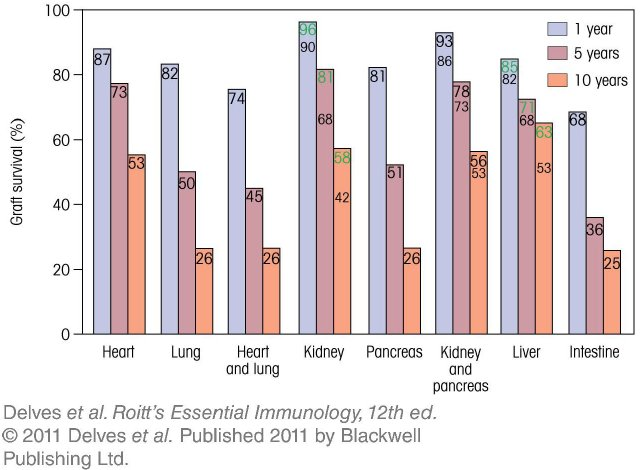 100
80
60
40
20
0
Graft survival (%)
1 year
5 years
10 years
87
73
53
82
50
26
74
45
26
96
90
81
68
58
42
81
51
26
93
86
78
73
56
53
85
82
71
68
63
53
68
36
25
Heart
Lung
Heart
and lung
Kidney
Pancreas
Kidney
and
pancreas
Liver
Intestine
Delves et al. Roitt's Essential Immunology, 12th ed.
© 2011 Delves et al. Published 2011 by Blackwell
Publishing Ltd.